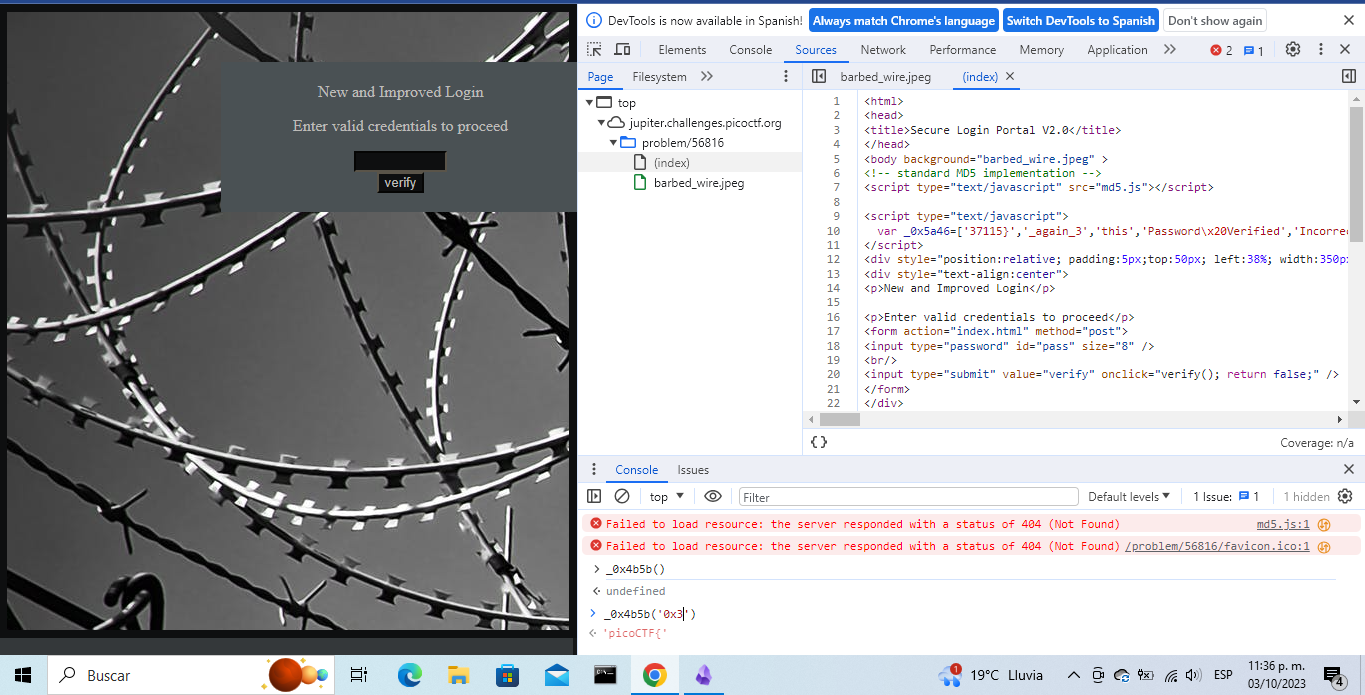 New and Improved Login
Enter valid credentials to proceed
verify
DevTools is now available in Spanish! Always match Chrome's language Switch DevTools to Spanish Don't show again
Elements Console Sources Network Performance Memory Application 2 1
Page Filesystem
barbed_wire.jpeg (index)
top
jupiter.challenges.picoctf.org
problem/56816
(index)
barbed_wire.jpeg
1 <html>
2 <head>
3 <title>Secure Login Portal V2.0</title>
4 </head>
5 <body background="barbed_wire.jpeg" >
6 <!-- standard MD5 implementation -->
7 <script type="text/javascript" src="md5.js"></script>
8
9 <script type="text/javascript">
10 var _0x5a46=['37115}','_again_3','this','Password\x20Verified','Incorrec
11 </script>
12 <div style="position:relative; padding:5px;top:50px; left:38%; width:350px
13 <div style="text-align:center">
14 <p>New and Improved Login</p>
15
16 <p>Enter valid credentials to proceed</p>
17 <form action="index.html" method="post">
18 <input type="password" id="pass" size="8" />
19 <br/>
20 <input type="submit" value="verify" onclick="verify(); return false;" />
21 </form>
22 </div>
{} Coverage: n/a
Console Issues
top Filter Default levels 1 Issue: 1 1 hidden
Failed to load resource: the server responded with a status of 404 (Not Found) md5.js:1
Failed to load resource: the server responded with a status of 404 (Not Found) /problem/56816/favicon.ico:1
> _0x4b5b()
undefined
> _0x4b5b('0x3')
'picoCTF{'
Buscar
1 19°C Lluvia ESP 11:36 p. m.
03/10/2023
4